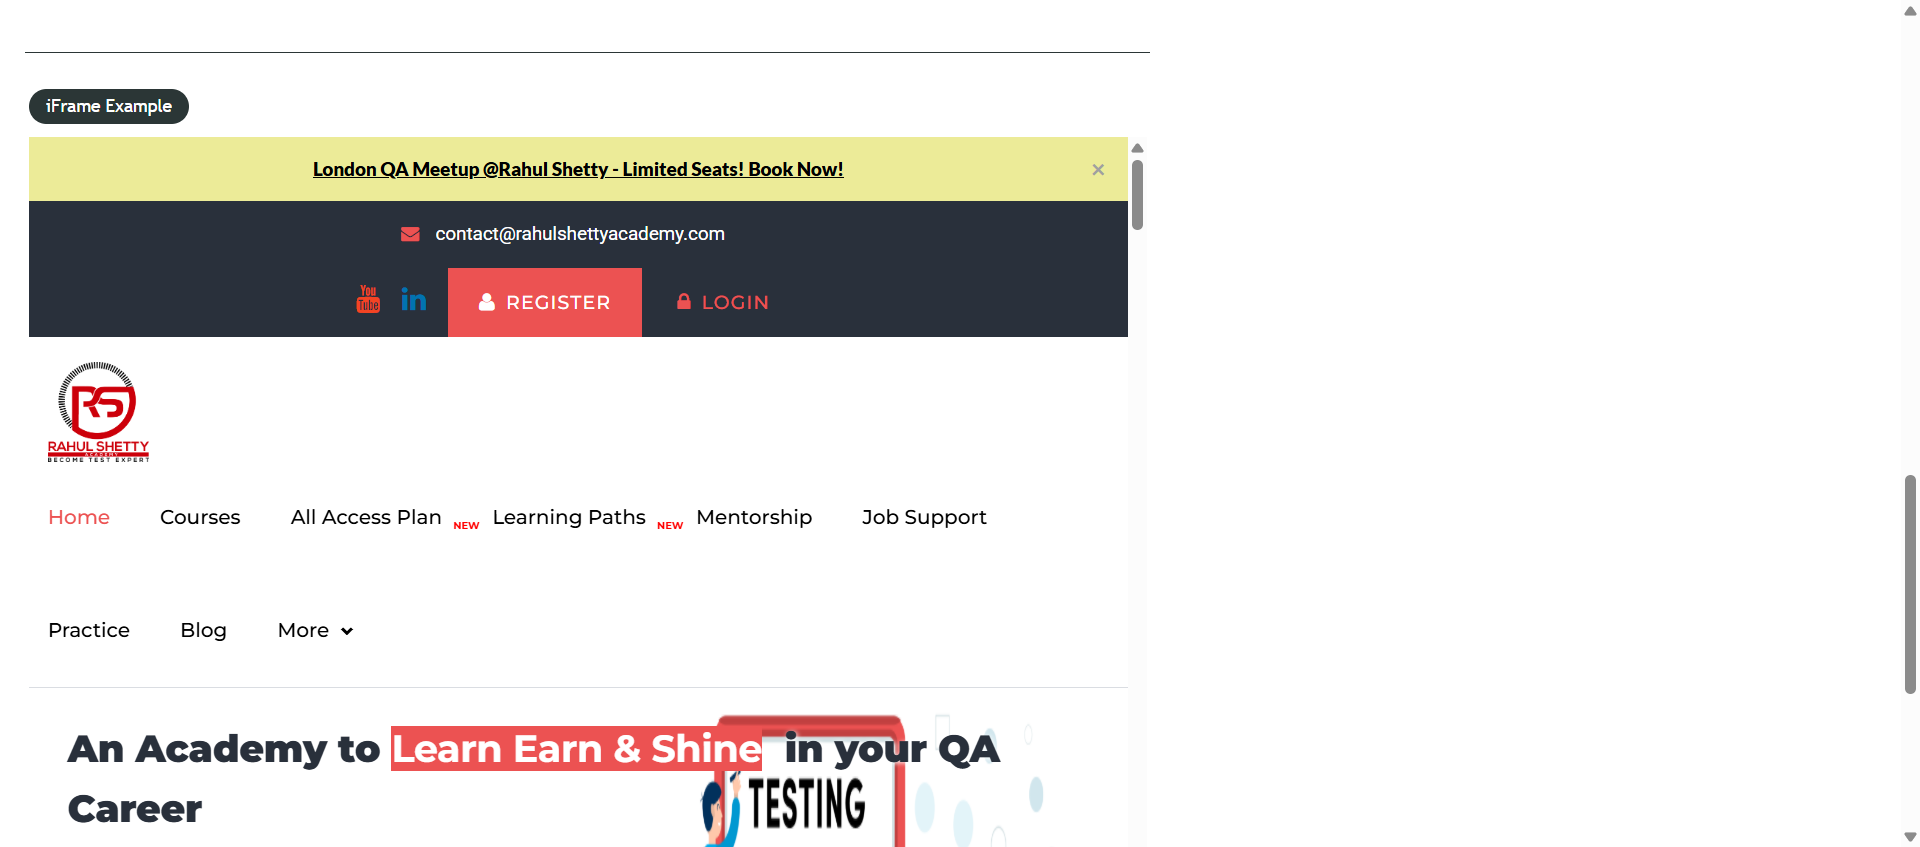 iFrame Example
London QA Meetup @Rahul Shetty - Limited Seats! Book Now!
×
contact@rahulshettyacademy.com
You Tube in REGISTER LOGIN
RS
RAHUL SHETTY
ACADEMY
BECOME TEST EXPERT
Home Courses All Access Plan NEW Learning Paths NEW Mentorship Job Support
Practice Blog More
An Academy to Learn Earn & Shine in your QA
Career
TESTING